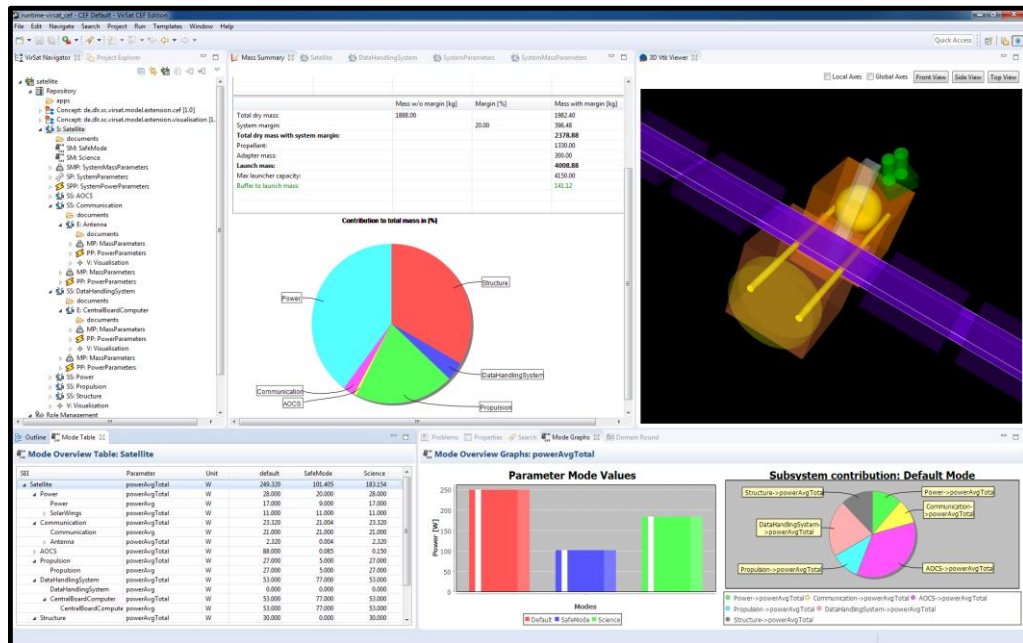 runtime-virsat_cef - CEF Default - VirSat CEF Edition
File Edit Navigate Search Project Run Templates Window Help
Quick Access
VirSat Navigator
Project Explorer
satellite
Repository
apps
Concept: de.dlr.sc.virsat.model.extension.cef [1.0]
Concept: de.dlr.sc.virsat.model.extension.visualisation [1.
S: Satellite
documents
SM: SafeMode
SM: Science
SMP: SystemMassParameters
SP: SystemParameters
SPP: SystemPowerParameters
SS: AOCS
SS: Communication
documents
E: Antenna
documents
MP: MassParameters
PP: PowerParameters
V: Visualisation
MP: MassParameters
PP: PowerParameters
SS: DataHandlingSystem
documents
E: CentralBoardComputer
documents
MP: MassParameters
PP: PowerParameters
V: Visualisation
MP: MassParameters
PP: PowerParameters
SS: Power
SS: Propulsion
SS: Structure
V: Visualisation
Role Management
Mass Summary Satellite DataHandlingSystem SystemParameters SystemMassParameters
Mass w/o margin [kg] Margin [%] Mass with margin [kg]
Total dry mass: 1888.00 1982.40
System margin: 20.00 396.48
Total dry mass with system margin: 2378.88
Propellant: 1330.00
Adapter mass: 300.00
Launch mass: 4008.88
Max launcher capacity: 4150.00
Buffer to launch mass: 141.12
Contribution to total mass in [%]
Structure
Power
DataHandlingSystem
Communication
AOCS
Propulsion
3D Vtk Viewer
Local Axes Global Axes Front View Side View Top View
Outline Mode Table
Mode Overview Table: Satellite
SEI Parameter Unit default SafeMode Science
Satellite powerAvgTotal W 249.320 101.405 183.154
Power powerAvgTotal W 28.000 20.000 28.000
Power powerAvg W 17.000 9.000 17.000
SolarWings powerAvgTotal W 11.000 11.000 11.000
Communication powerAvgTotal W 23.320 21.004 23.320
Communication powerAvg W 21.000 21.000 21.000
Antenna powerAvgTotal W 2.320 0.004 2.320
AOCS powerAvgTotal W 88.000 0.085 0.150
Propulsion powerAvgTotal W 27.000 5.000 27.000
Propulsion powerAvg W 27.000 5.000 27.000
DataHandlingSystem powerAvgTotal W 53.000 77.000 53.000
DataHandlingSystem powerAvg W 0.000 0.000 0.000
CentralBoardComputer powerAvgTotal W 53.000 77.000 53.000
CentralBoardCompute powerAvg W 53.000 77.000 53.000
Structure powerAvgTotal W 30.000 0.000 30.000
Problems Properties Search Mode Graphs Domain Round
Mode Overview Graphs: powerAvgTotal
Parameter Mode Values
Power [W]
250
200
150
100
50
0
Modes
Default SafeMode Science
Subsystem contribution: Default Mode
Structure->powerAvgTotal
Power->powerAvgTotal
Communication->powerAvgTotal
DataHandlingSystem->powerAvgTotal
Propulsion->powerAvgTotal
AOCS->powerAvgTotal
Power->powerAvgTotal Communication->powerAvgTotal AOCS->powerAvgTotal
Propulsion->powerAvgTotal DataHandlingSystem->powerAvgTotal
Structure->powerAvgTotal